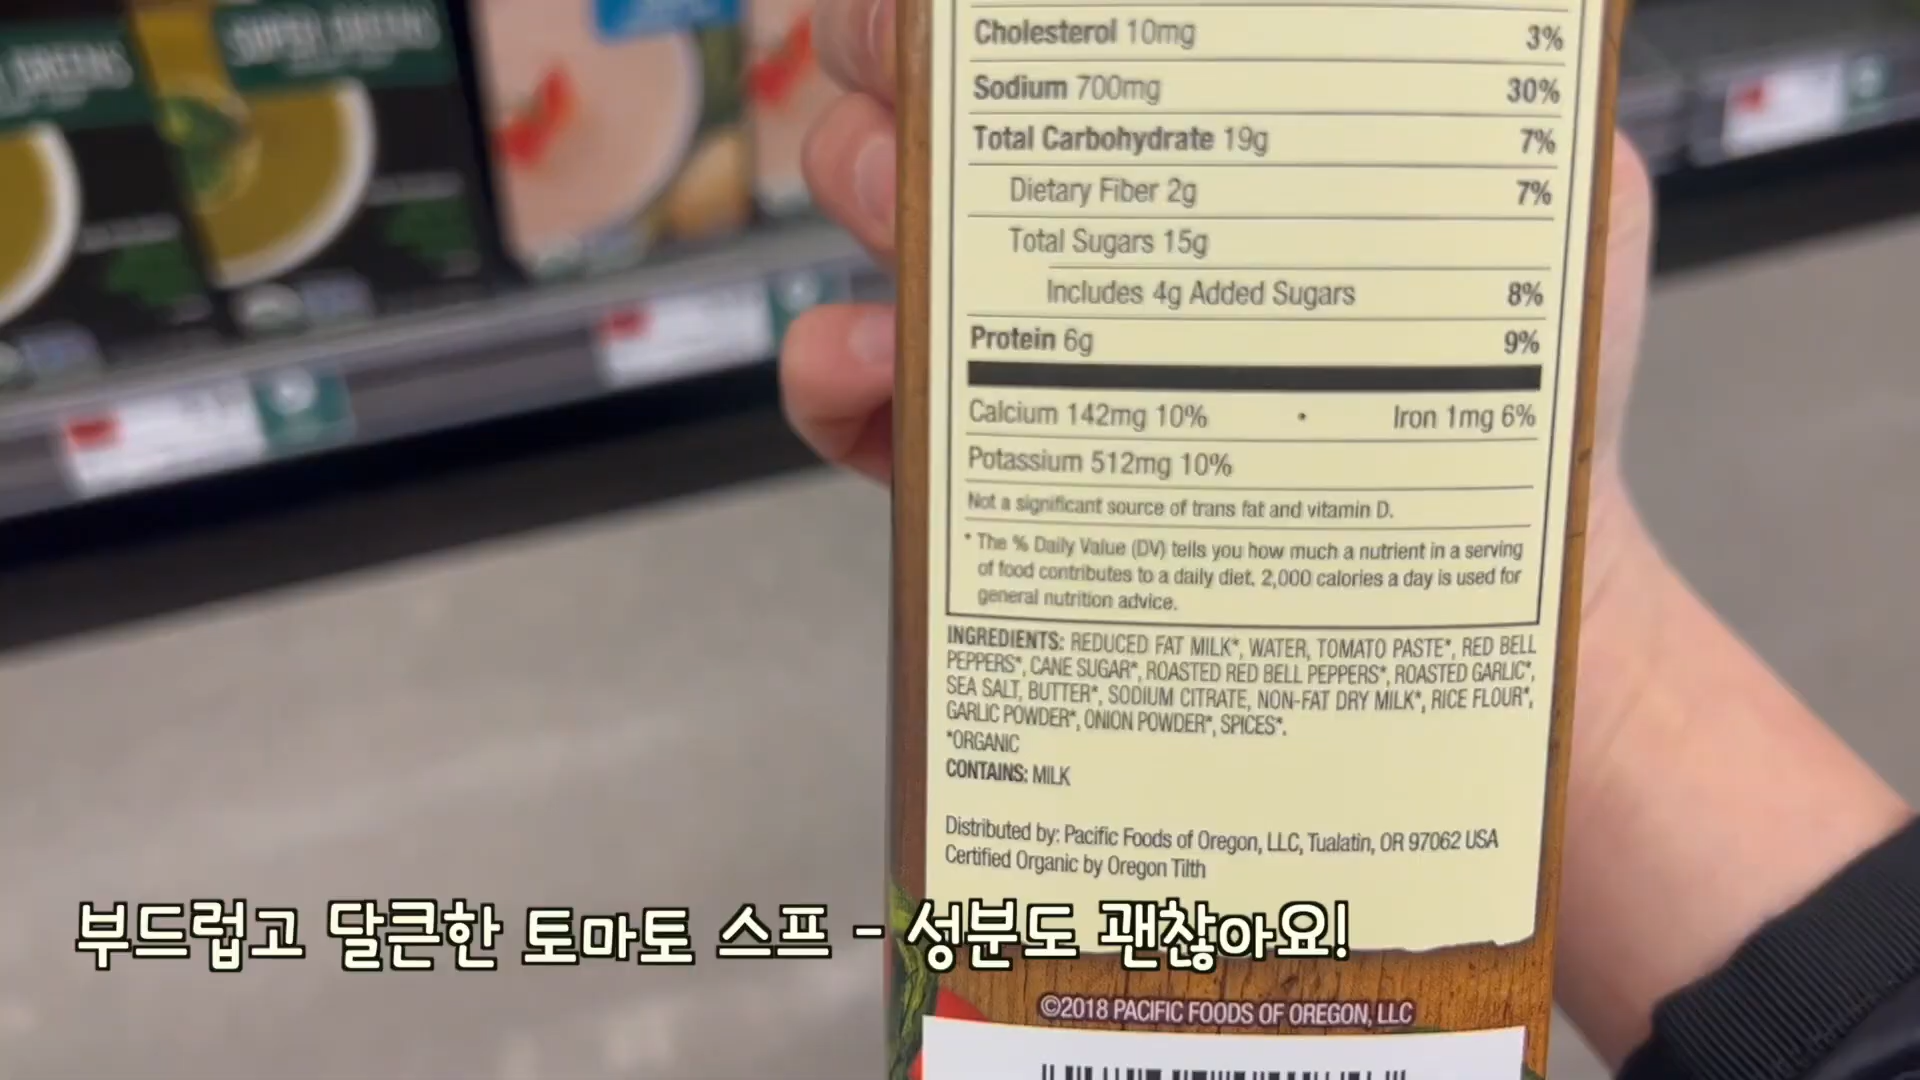 SUPER GREENS
GREENS
Cholesterol 10mg 3%
Sodium 700mg 30%
Total Carbohydrate 19g 7%
Dietary Fiber 2g 7%
Total Sugars 15g
Includes 4g Added Sugars 8%
Protein 6g 9%
Calcium 142mg 10% • Iron 1mg 6%
Potassium 512mg 10%
Not a significant source of trans fat and vitamin D.
* The % Daily Value (DV) tells you how much a nutrient in a serving
of food contributes to a daily diet. 2,000 calories a day is used for
general nutrition advice.
INGREDIENTS: REDUCED FAT MILK*, WATER, TOMATO PASTE*, RED BELL
PEPPERS*, CANE SUGAR*, ROASTED RED BELL PEPPERS*, ROASTED GARLIC*,
SEA SALT, BUTTER*, SODIUM CITRATE, NON-FAT DRY MILK*, RICE FLOUR*,
GARLIC POWDER*, ONION POWDER*, SPICES*.
*ORGANIC
CONTAINS: MILK
Distributed by: Pacific Foods of Oregon, LLC, Tualatin, OR 97062 USA
Certified Organic by Oregon Tilth
부드럽고 달큰한 토마토 스프 - 성분도 괜찮아요!
©2018 PACIFIC FOODS OF OREGON, LLC